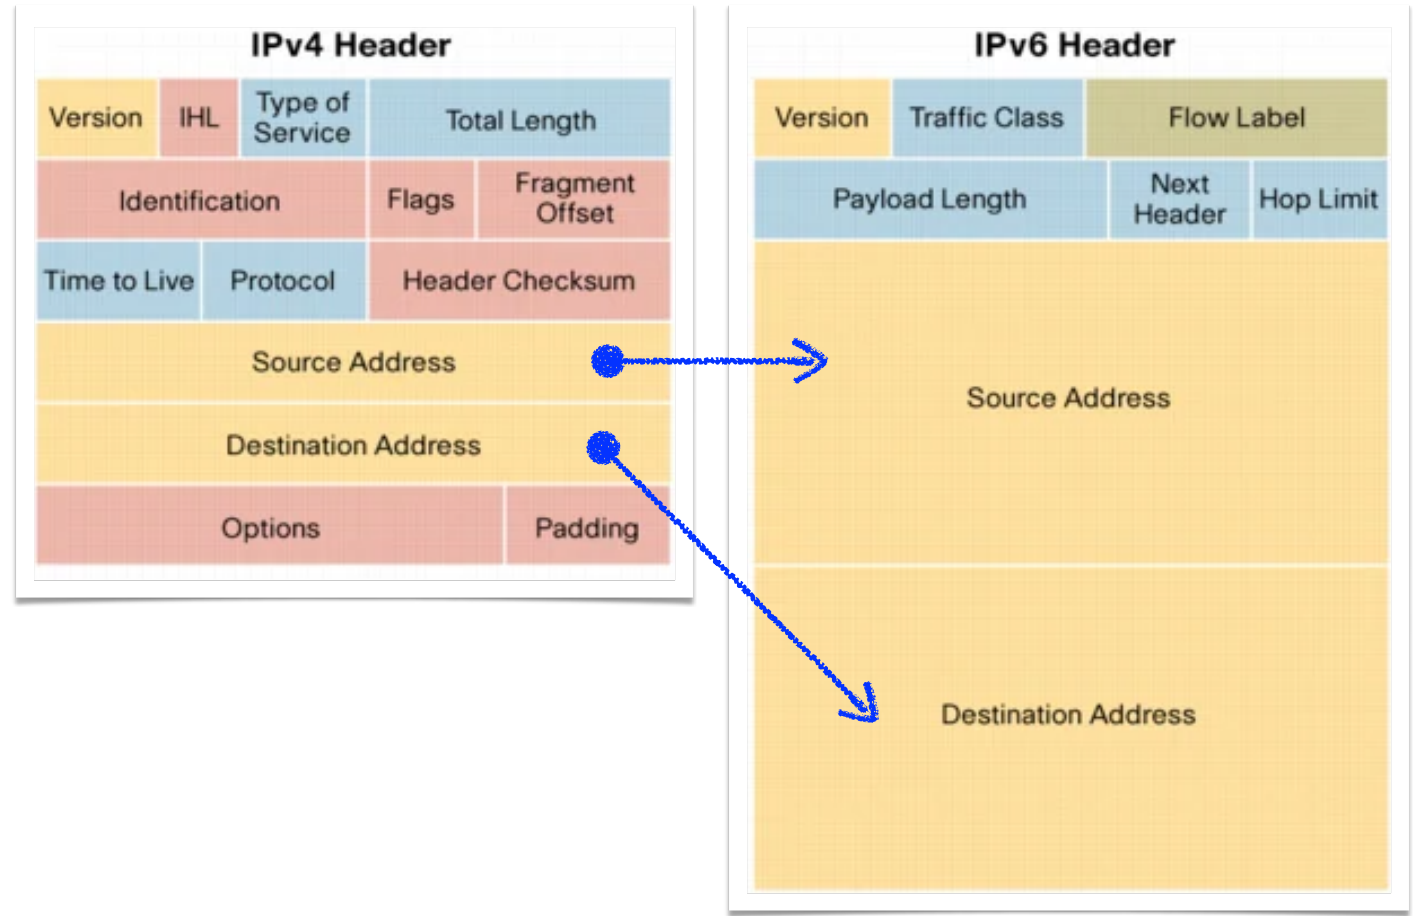 IPv4 Header
Version
IHL
Type of
Service
Total Length
Identification
Flags
Fragment
Offset
Time to Live
Protocol
Header Checksum
Source Address
Destination Address
Options
Padding
IPv6 Header
Version
Traffic Class
Flow Label
Payload Length
Next
Header
Hop Limit
Source Address
Destination Address